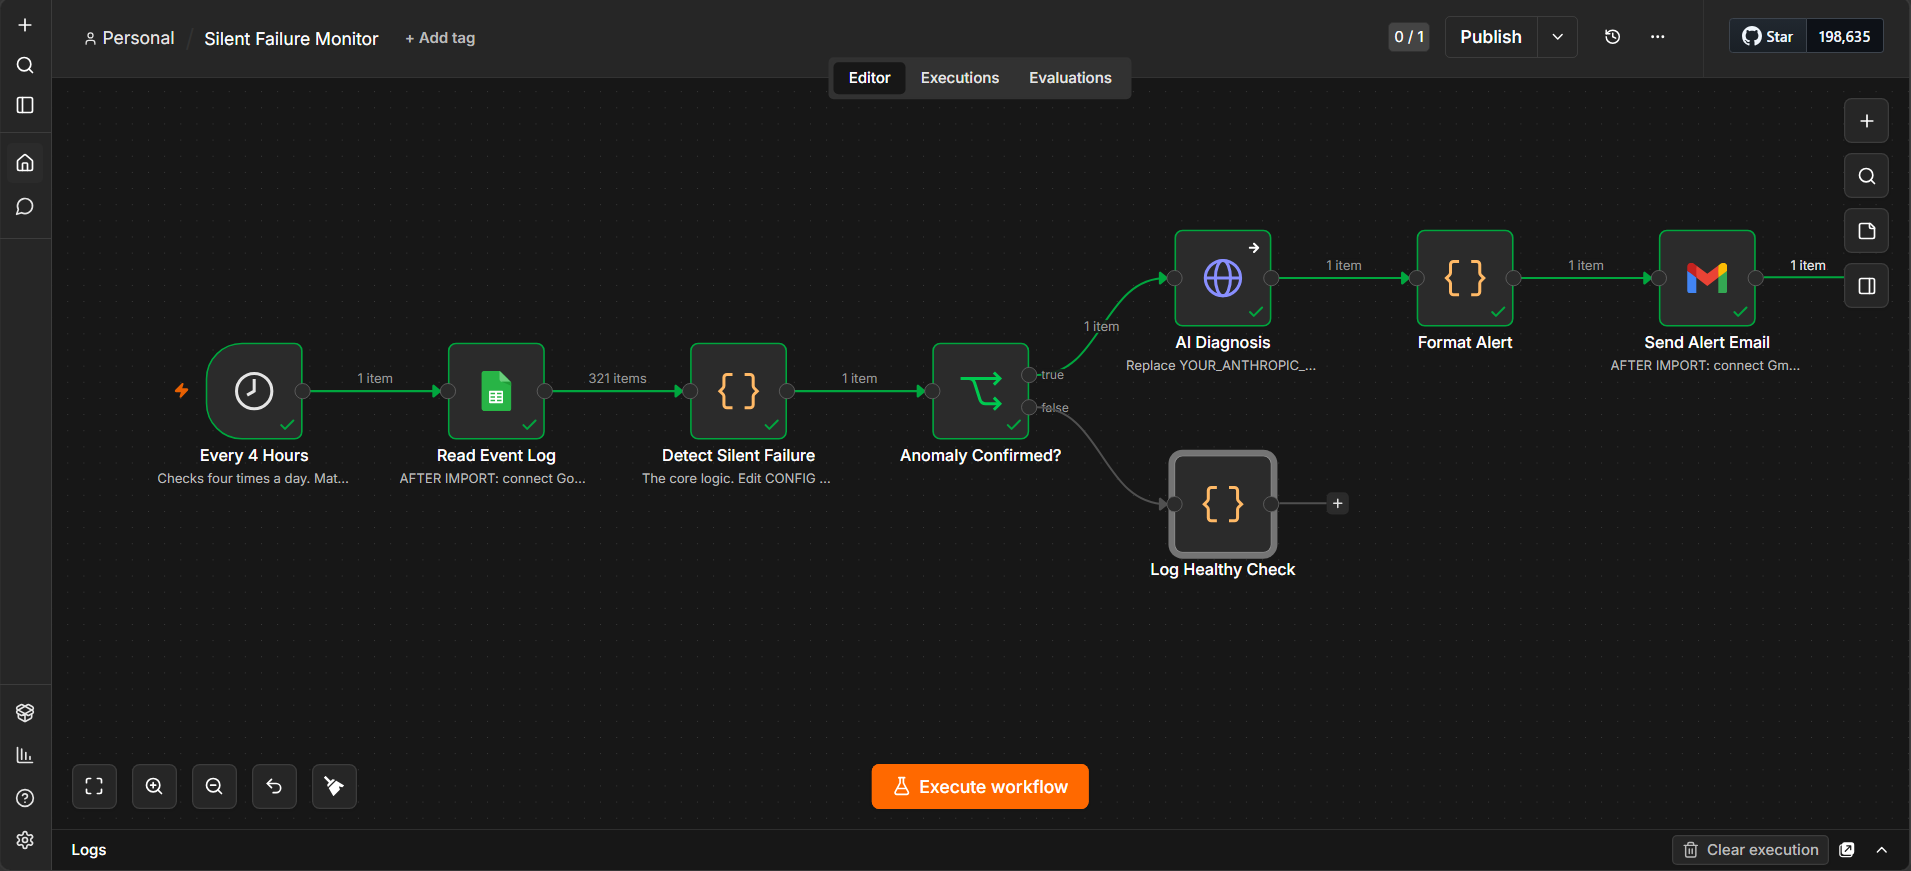 Personal / Silent Failure Monitor + Add tag
0 / 1
Publish
Star 198,635
Editor Executions Evaluations
1 item
1 item
1 item
1 item
AI Diagnosis
Replace YOUR_ANTHROPIC_...
Format Alert
Send Alert Email
AFTER IMPORT: connect Gm...
1 item
321 items
1 item
true
false
Every 4 Hours
Checks four times a day. Mat...
Read Event Log
AFTER IMPORT: connect Go...
Detect Silent Failure
The core logic. Edit CONFIG ...
Anomaly Confirmed?
Log Healthy Check
Execute workflow
Logs
Clear execution